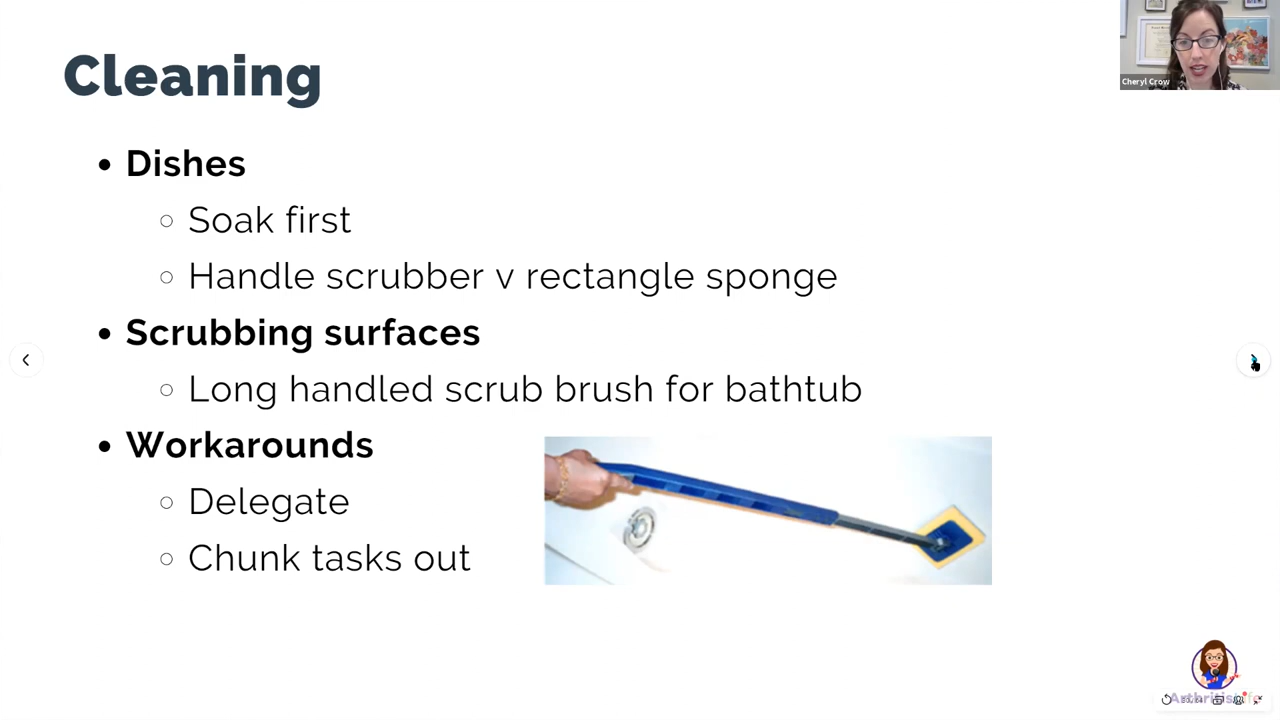 Cleaning
Cheryl Crow
Dishes
Soak first
Handle scrubber v rectangle sponge
Scrubbing surfaces
Long handled scrub brush for bathtub
Workarounds
Delegate
Chunk tasks out